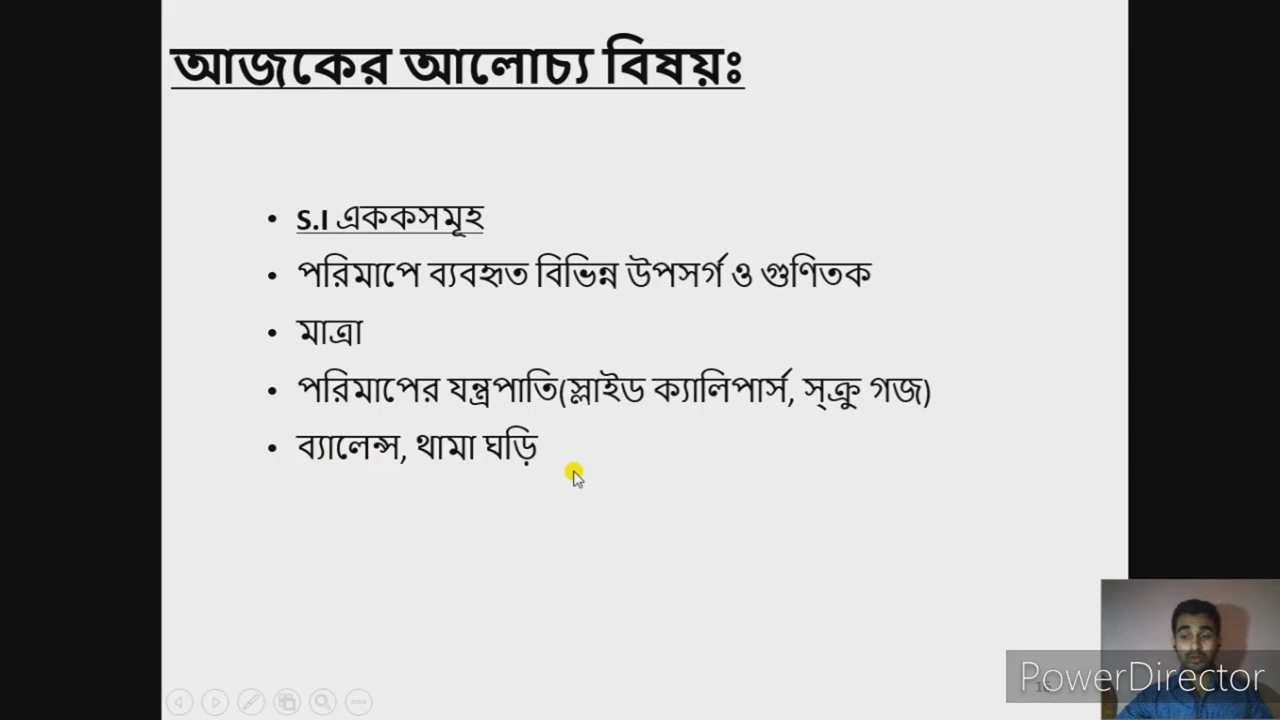 আজকের আলোচ্য বিষয়ঃ
• S.I এককসমূহ
• পরিমাপে ব্যবহৃত বিভিন্ন উপসর্গ ও গুণিতক
• মাত্রা
• পরিমাপের যন্ত্রপাতি(স্লাইড ক্যালিপার্স, স্ক্রু গজ)
• ব্যালেন্স, থামা ঘড়ি
PowerDirector